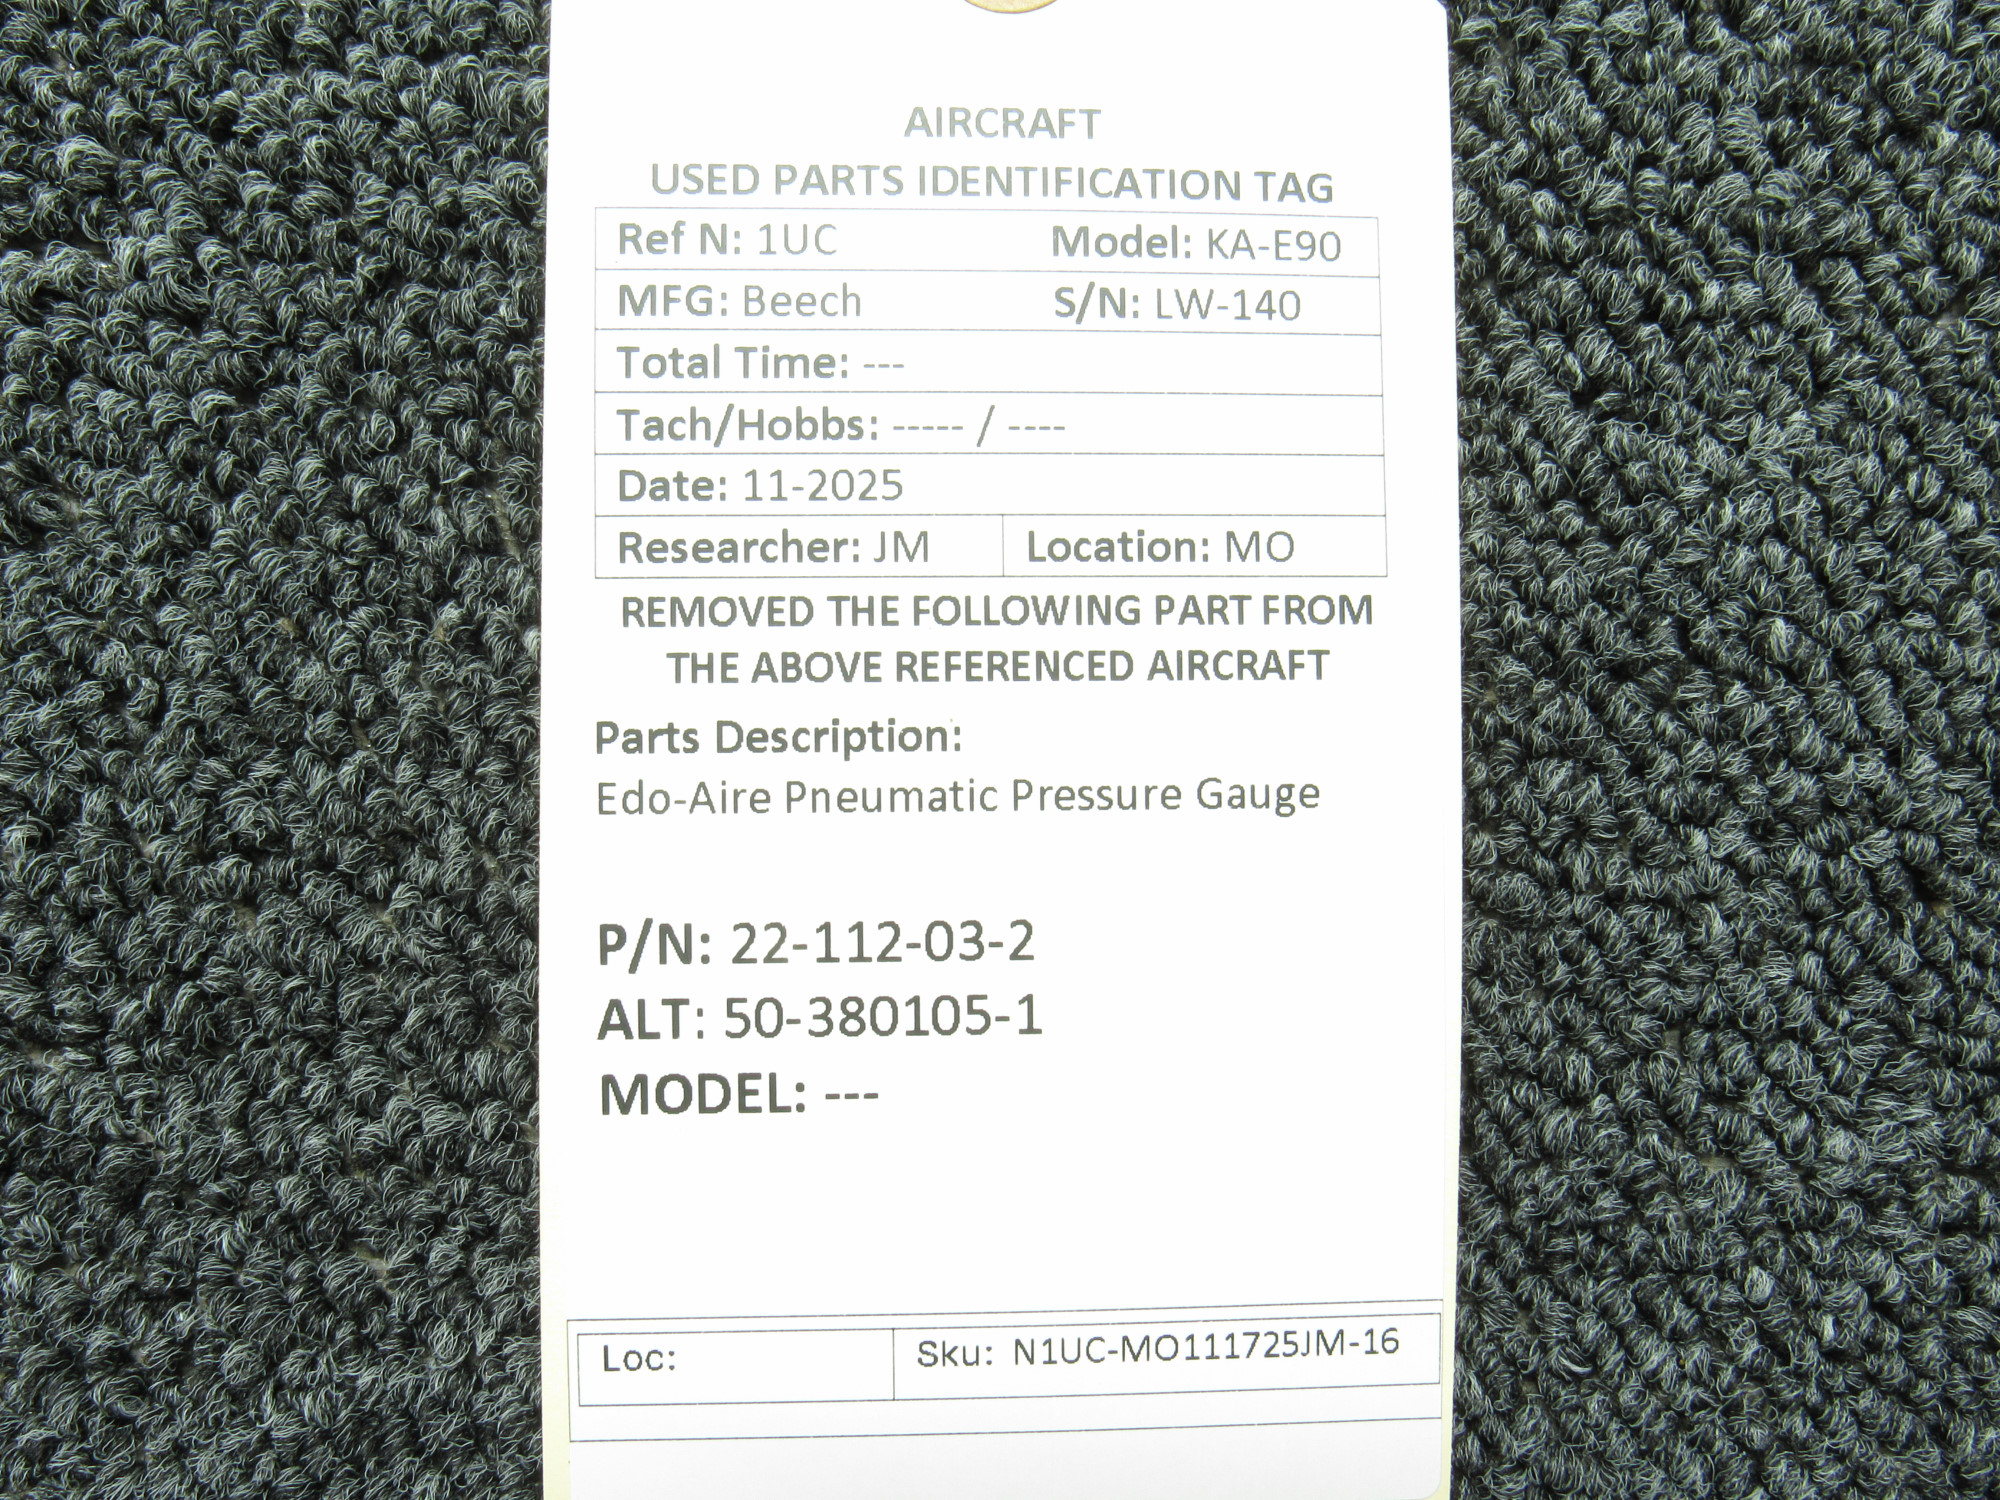 AIRCRAFT
USED PARTS IDENTIFICATION TAG
Ref N: 1UC Model: KA-E90
MFG: Beech S/N: LW-140
Total Time: ---
Tach/Hobbs: ----- / ----
Date: 11-2025
Researcher: JM Location: MO
REMOVED THE FOLLOWING PART FROM
THE ABOVE REFERENCED AIRCRAFT
Parts Description:
Edo-Aire Pneumatic Pressure Gauge
P/N: 22-112-03-2
ALT: 50-380105-1
MODEL: ---
Loc: Sku: N1UC-MO111725JM-16